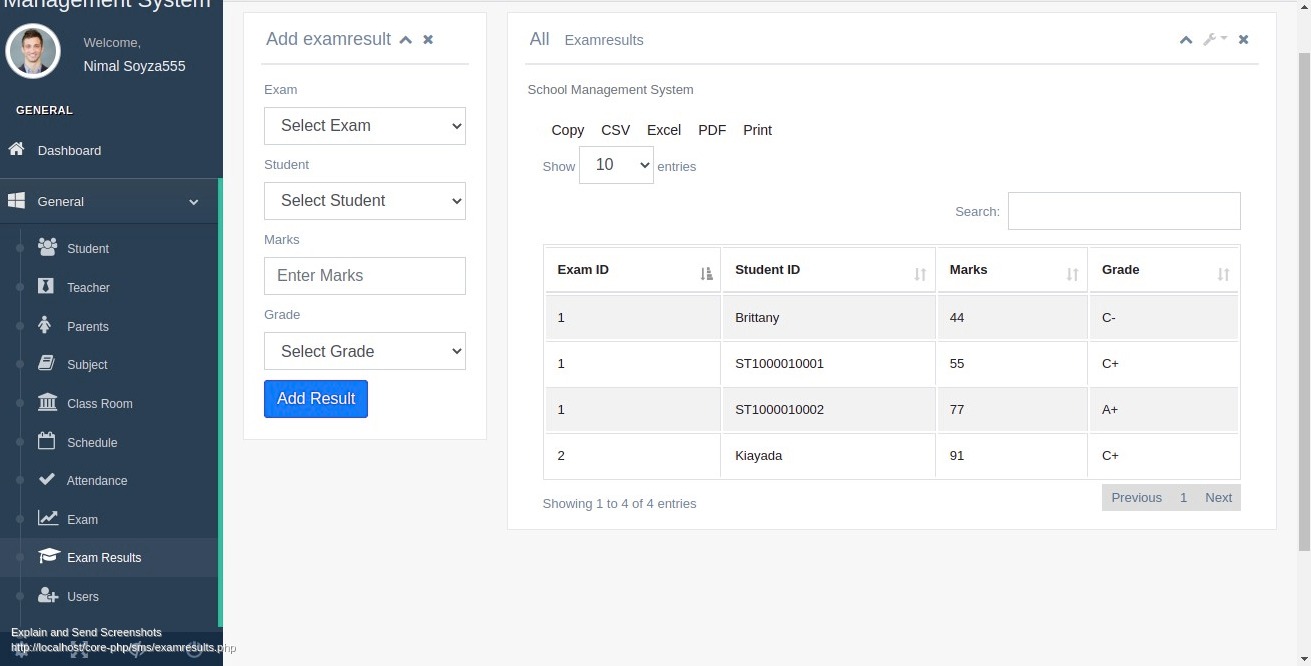 Management System
Welcome,
Nimal Soyza555
GENERAL
Dashboard
General
Student
Teacher
Parents
Subject
Class Room
Schedule
Attendance
Exam
Exam Results
Users
Explain and Send Screenshots
http://localhost/core-php/sms/examresults.php
Add examresult
Exam
Select Exam
Student
Select Student
Marks
Enter Marks
Grade
Select Grade
Add Result
All Examresults
School Management System
Copy CSV Excel PDF Print
Show 10 entries
Search:
Exam ID Student ID Marks Grade
1 Brittany 44 C-
1 ST1000010001 55 C+
1 ST1000010002 77 A+
2 Kiayada 91 C+
Showing 1 to 4 of 4 entries
Previous 1 Next